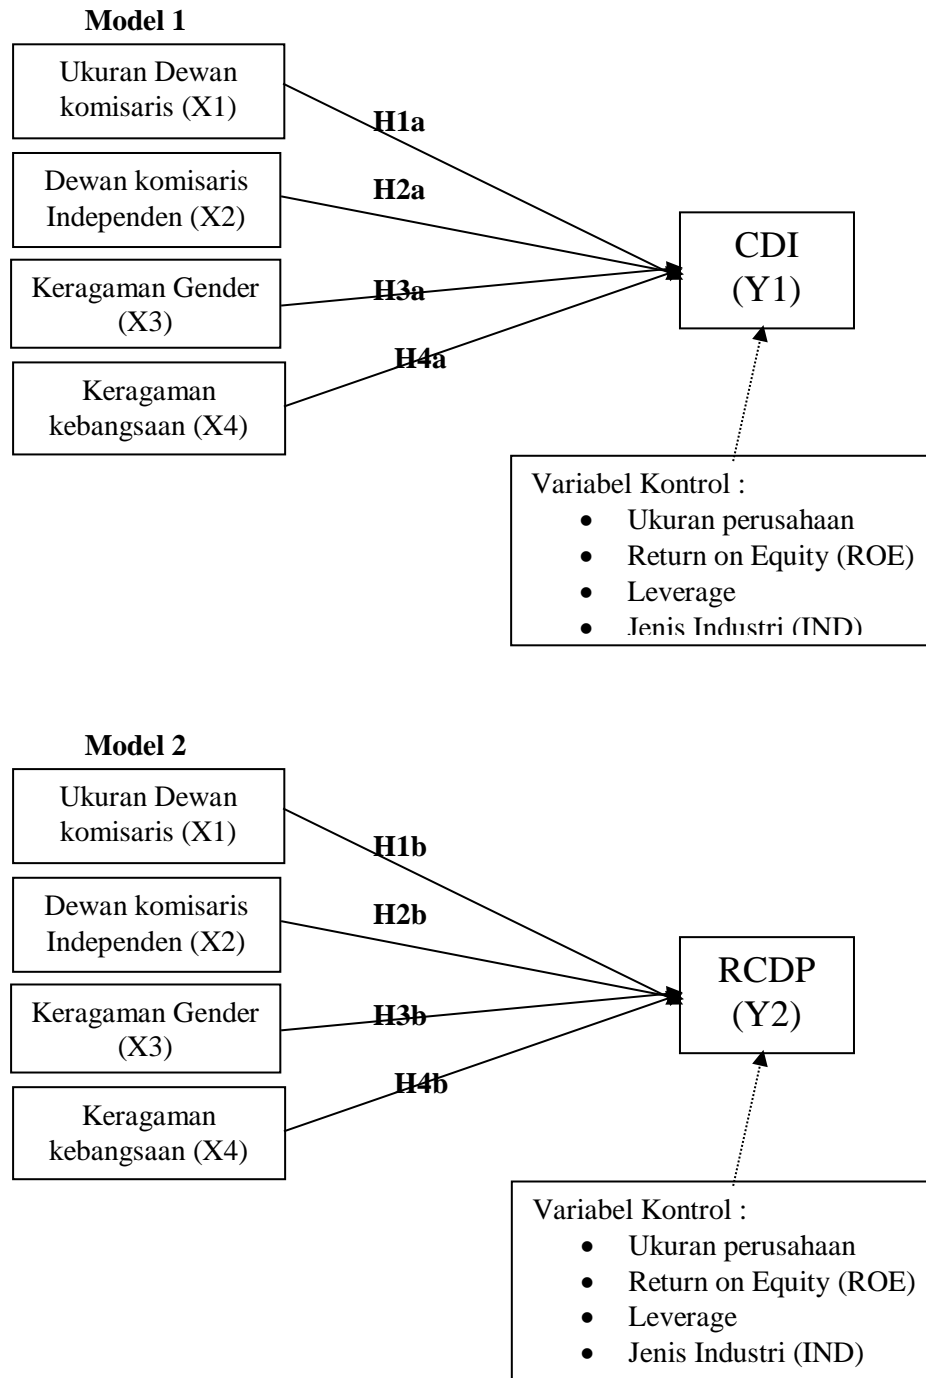 Model 1
Ukuran Dewan
komisaris (X1)
H1a
Dewan komisaris
Independen (X2)
H2a
Keragaman Gender
(X3)
H3a
Keragaman
kebangsaan (X4)
H4a
CDI
(Y1)
Variabel Kontrol :
• Ukuran perusahaan
• Return on Equity (ROE)
• Leverage
• Jenis Industri (IND)
Model 2
Ukuran Dewan
komisaris (X1)
H1b
Dewan komisaris
Independen (X2)
H2b
Keragaman Gender
(X3)
H3b
Keragaman
kebangsaan (X4)
H4b
RCDP
(Y2)
Variabel Kontrol :
• Ukuran perusahaan
• Return on Equity (ROE)
• Leverage
• Jenis Industri (IND)